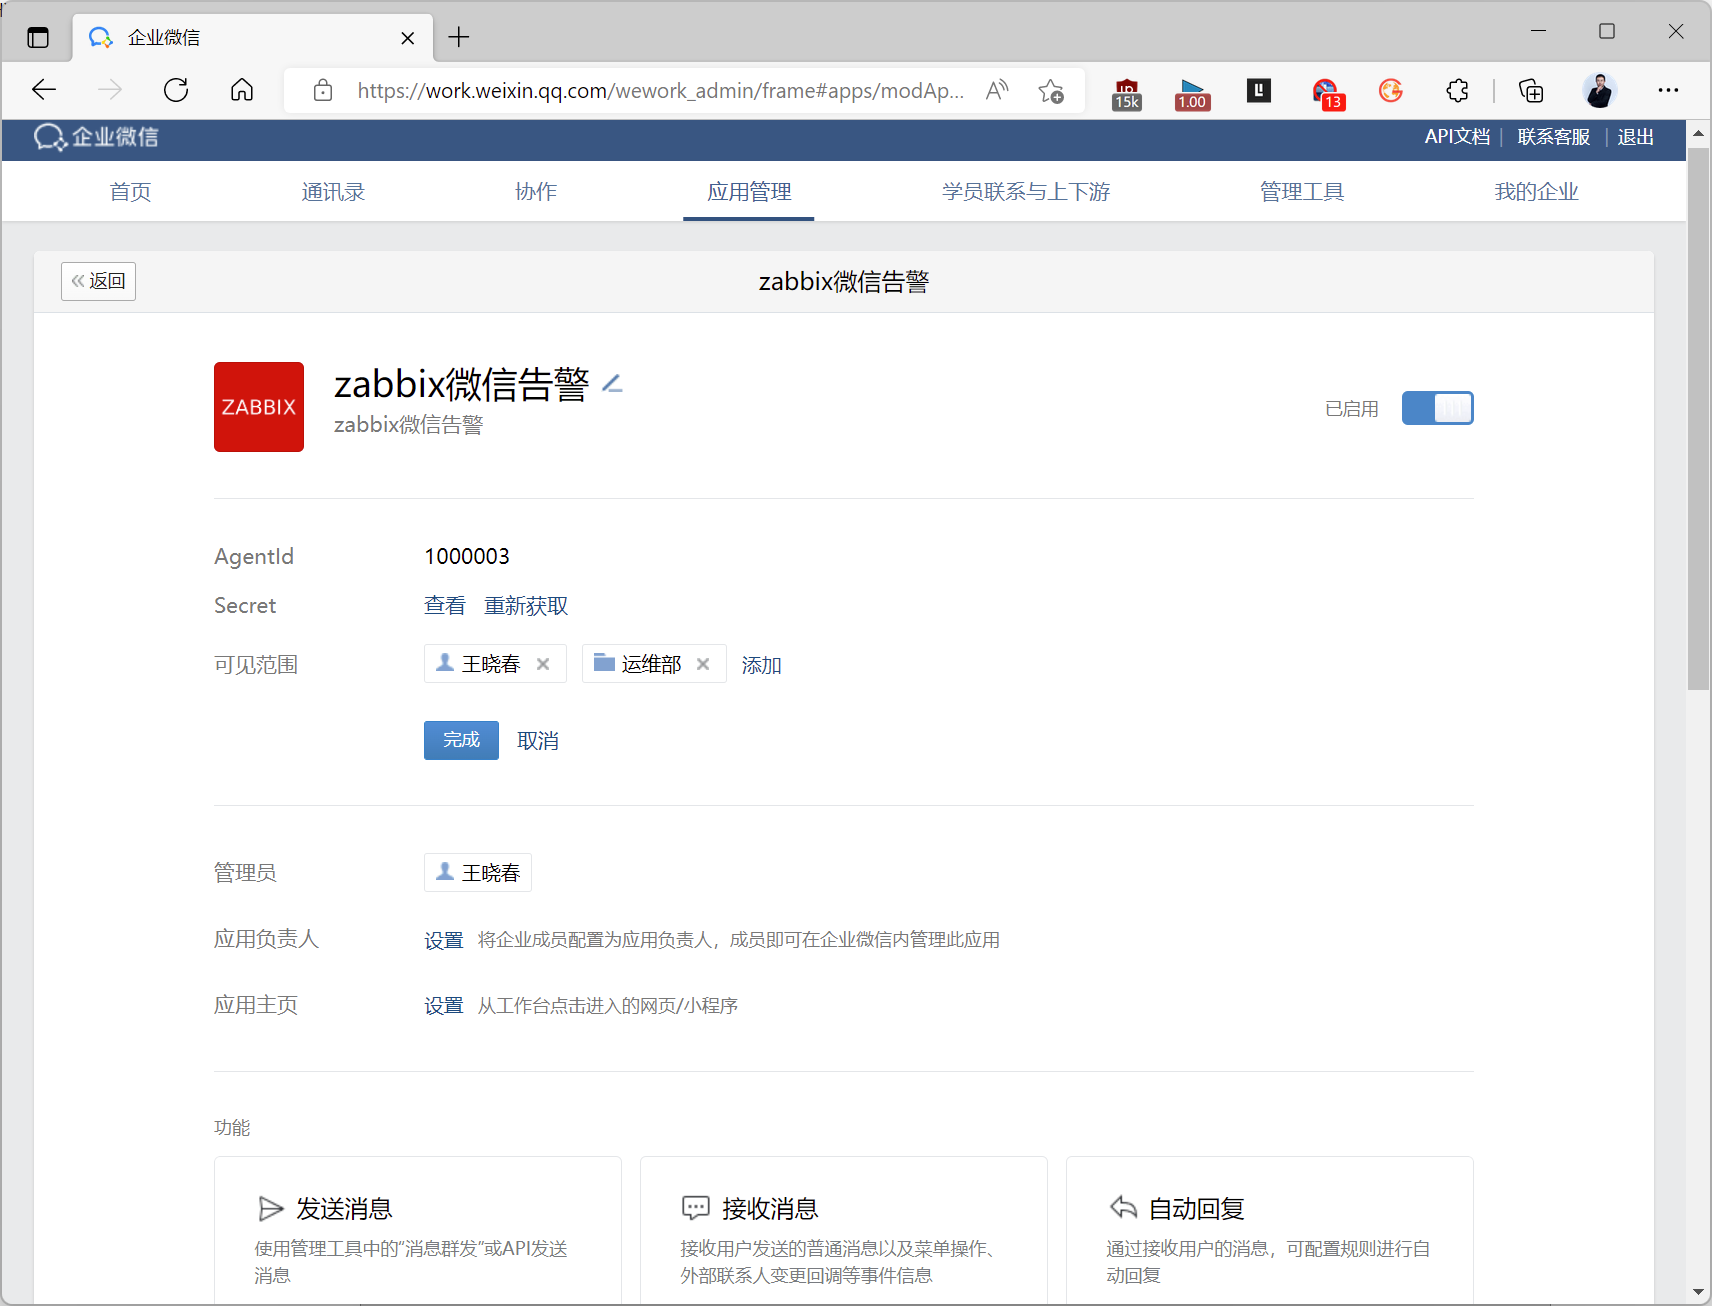 企业微信
https://work.weixin.qq.com/wework_admin/frame#apps/modAp...
15k
1.00
13
企业微信
API文档 | 联系客服 | 退出
首页 通讯录 协作 应用管理 学员联系与上下游 管理工具 我的企业
« 返回
zabbix微信告警
ZABBIX
zabbix微信告警
zabbix微信告警
已启用
AgentId 1000003
Secret 查看 重新获取
可见范围 王晓春 运维部 添加
完成 取消
管理员 王晓春
应用负责人 设置 将企业成员配置为应用负责人，成员即可在企业微信内管理此应用
应用主页 设置 从工作台点击进入的网页/小程序
功能
发送消息
使用管理工具中的“消息群发”或API发送
消息
接收消息
接收用户发送的普通消息以及菜单操作、
外部联系人变更回调等事件信息
自动回复
通过接收用户的消息，可配置规则进行自
动回复